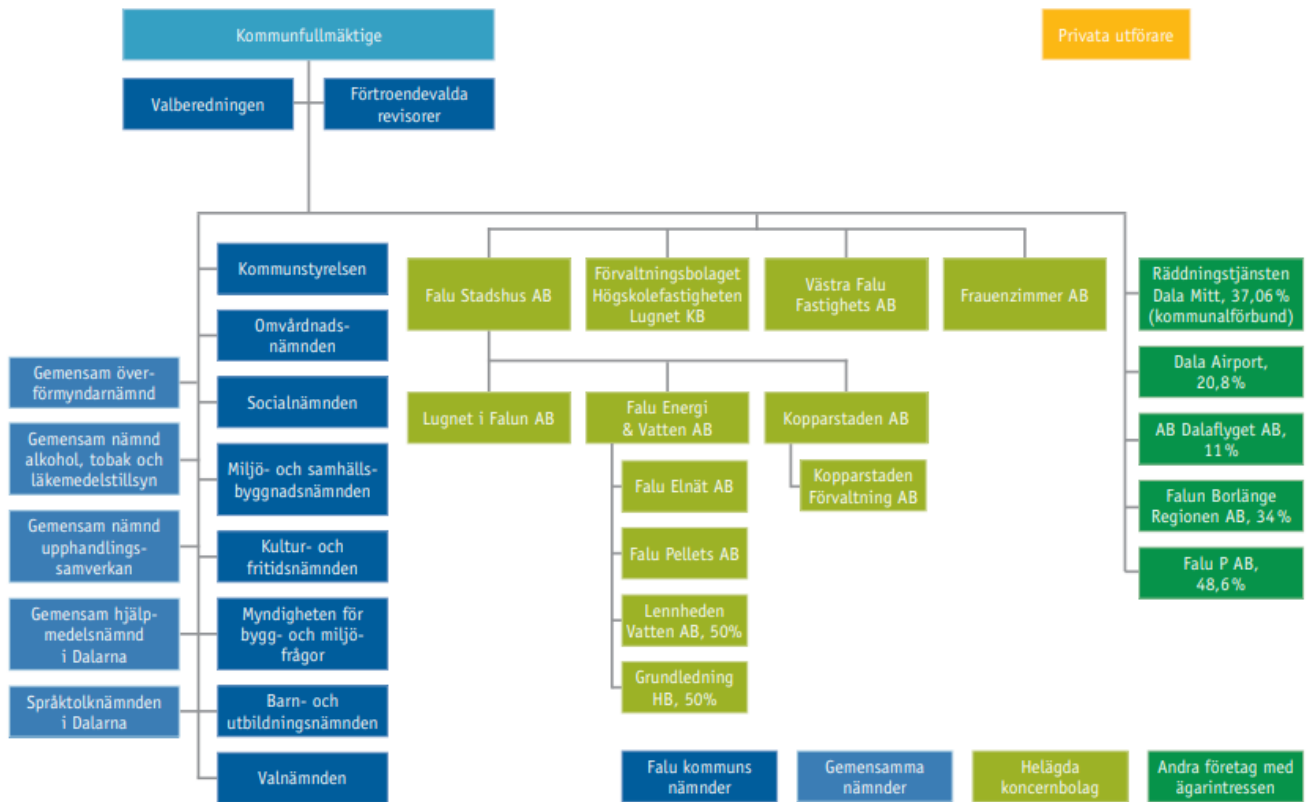 Kommunfullmäktige
Privata utförare
Valberedningen
Förtroendevalda
revisorer
Kommunstyrelsen
Omvårdnads-
nämnden
Socialnämnden
Miljö- och samhälls-
byggnadsnämnden
Kultur- och
fritidsnämnden
Myndigheten för
bygg- och miljö-
frågor
Barn- och
utbildningsnämnden
Valnämnden
Gemensam över-
förmyndarnämnd
Gemensam nämnd
alkohol, tobak och
läkemedelstillsyn
Gemensam nämnd
upphandlings-
samverkan
Gemensam hjälp-
medelsnämnd
i Dalarna
Språktolknämnden
i Dalarna
Falu Stadshus AB
Förvaltningsbolaget
Högskolefastigheten
Lugnet KB
Västra Falu
Fastighets AB
Frauenzimmer AB
Lugnet i Falun AB
Falu Energi
& Vatten AB
Kopparstaden AB
Falu Elnät AB
Falu Pellets AB
Lennheden
Vatten AB, 50%
Grundledning
HB, 50%
Kopparstaden
Förvaltning AB
Räddningstjänsten
Dala Mitt, 37,06%
(kommunalförbund)
Dala Airport,
20,8%
AB Dalaflyget AB,
11%
Falun Borlänge
Regionen AB, 34%
Falu P AB,
48,6%
Falu kommuns
nämnder
Gemensamma
nämnder
Helägda
koncernbolag
Andra företag med
ägarintressen